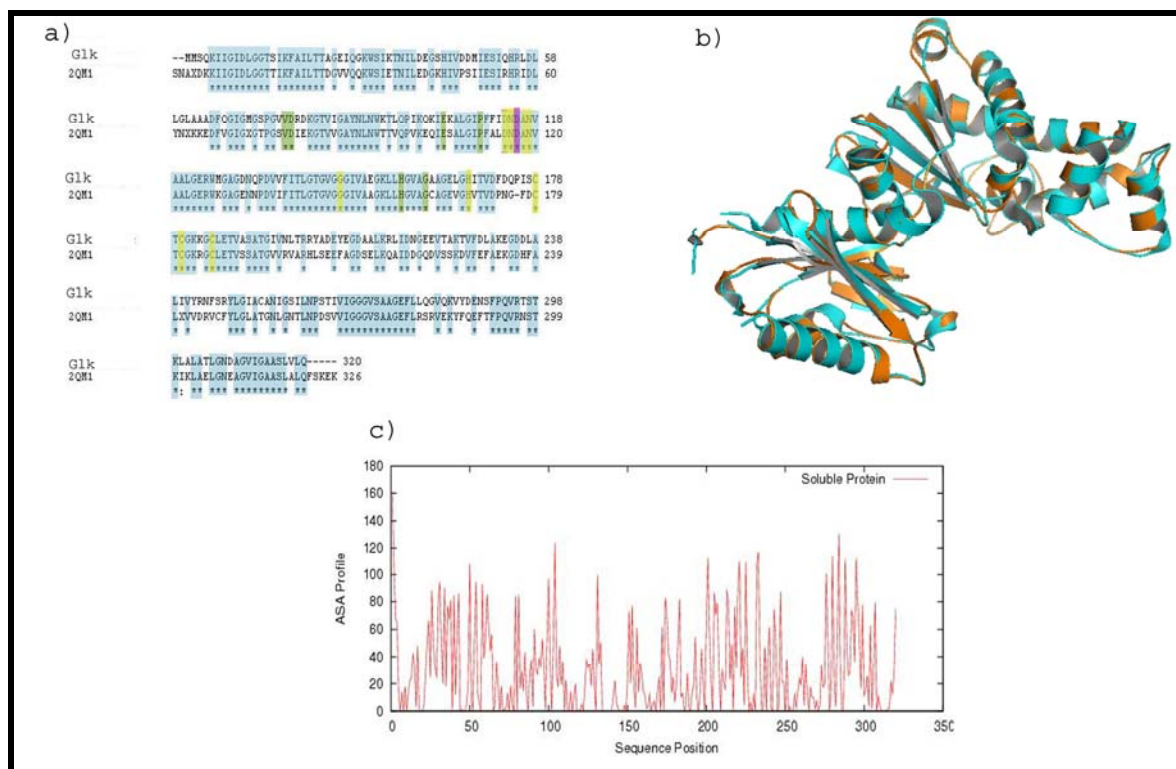 a)
Glk --MMSQKIIGIDLGGTSIKFAILTTAGEIQGKWSIKTNILDEGSHIVDDMIESIQHRLDL 58
2QM1 SNAXDKKIIGIDLGGTTIKFAILTTDGVVQQKWSIETNILEDGKHIVPSIIESIRHRIDL 60
Glk LGLAAADFQGIGMGSPGVVDRDKGTVIGAYNLNWKTLQPIKQKIEKALGIPFFIDNDANV 118
2QM1 YNXKKEDFVGIGXGTPGSVDIEKGTVVGAYNLNWTTVQPVKEQIESALGIPFALDNDANV 120
Glk AALGERWMGAGDNQPDVVFITLGTGVGGGIVAEGKLLHGVAGAAGELGHITVDFDQPISC 178
2QM1 AALGERWKGAGENNPDVIFITLGTGVGGGIVAAGKLLHGVAGCAGEVGHVTVDPNG-FDC 179
Glk TCGKKGCLETVASATGIVNLTRRYADEYEGDAALKRLIDNGEEVTAKTVFDLAKEGDDLA 238
2QM1 TCGKRGCLETVSSATGVVRVARHLSEEFAGDSELKQAIDDGQDVSSKDVFEFAEKGDHFA 239
Glk LIVYRNFSRYLGIACANIGSILNPSTIVIGGGVSAAGEFLLQGVQKVYDENSFPQVRTST 298
2QM1 LXVVDRVCFYLGLATGNLGNTLNPDSVVIGGGVSAAGEFLRSRVEKYFQEFTFPQVRNST 299
Glk KLALATLGNDAGVIGAASLVLQ----- 320
2QM1 KIKLAELGNEAGVIGAASLALQFSKEK 326
b)
c)
180
160
140
120
100
80
60
40
20
0
ASA Profile
Soluble Protein
0 50 100 150 200 250 300 350
Sequence Position